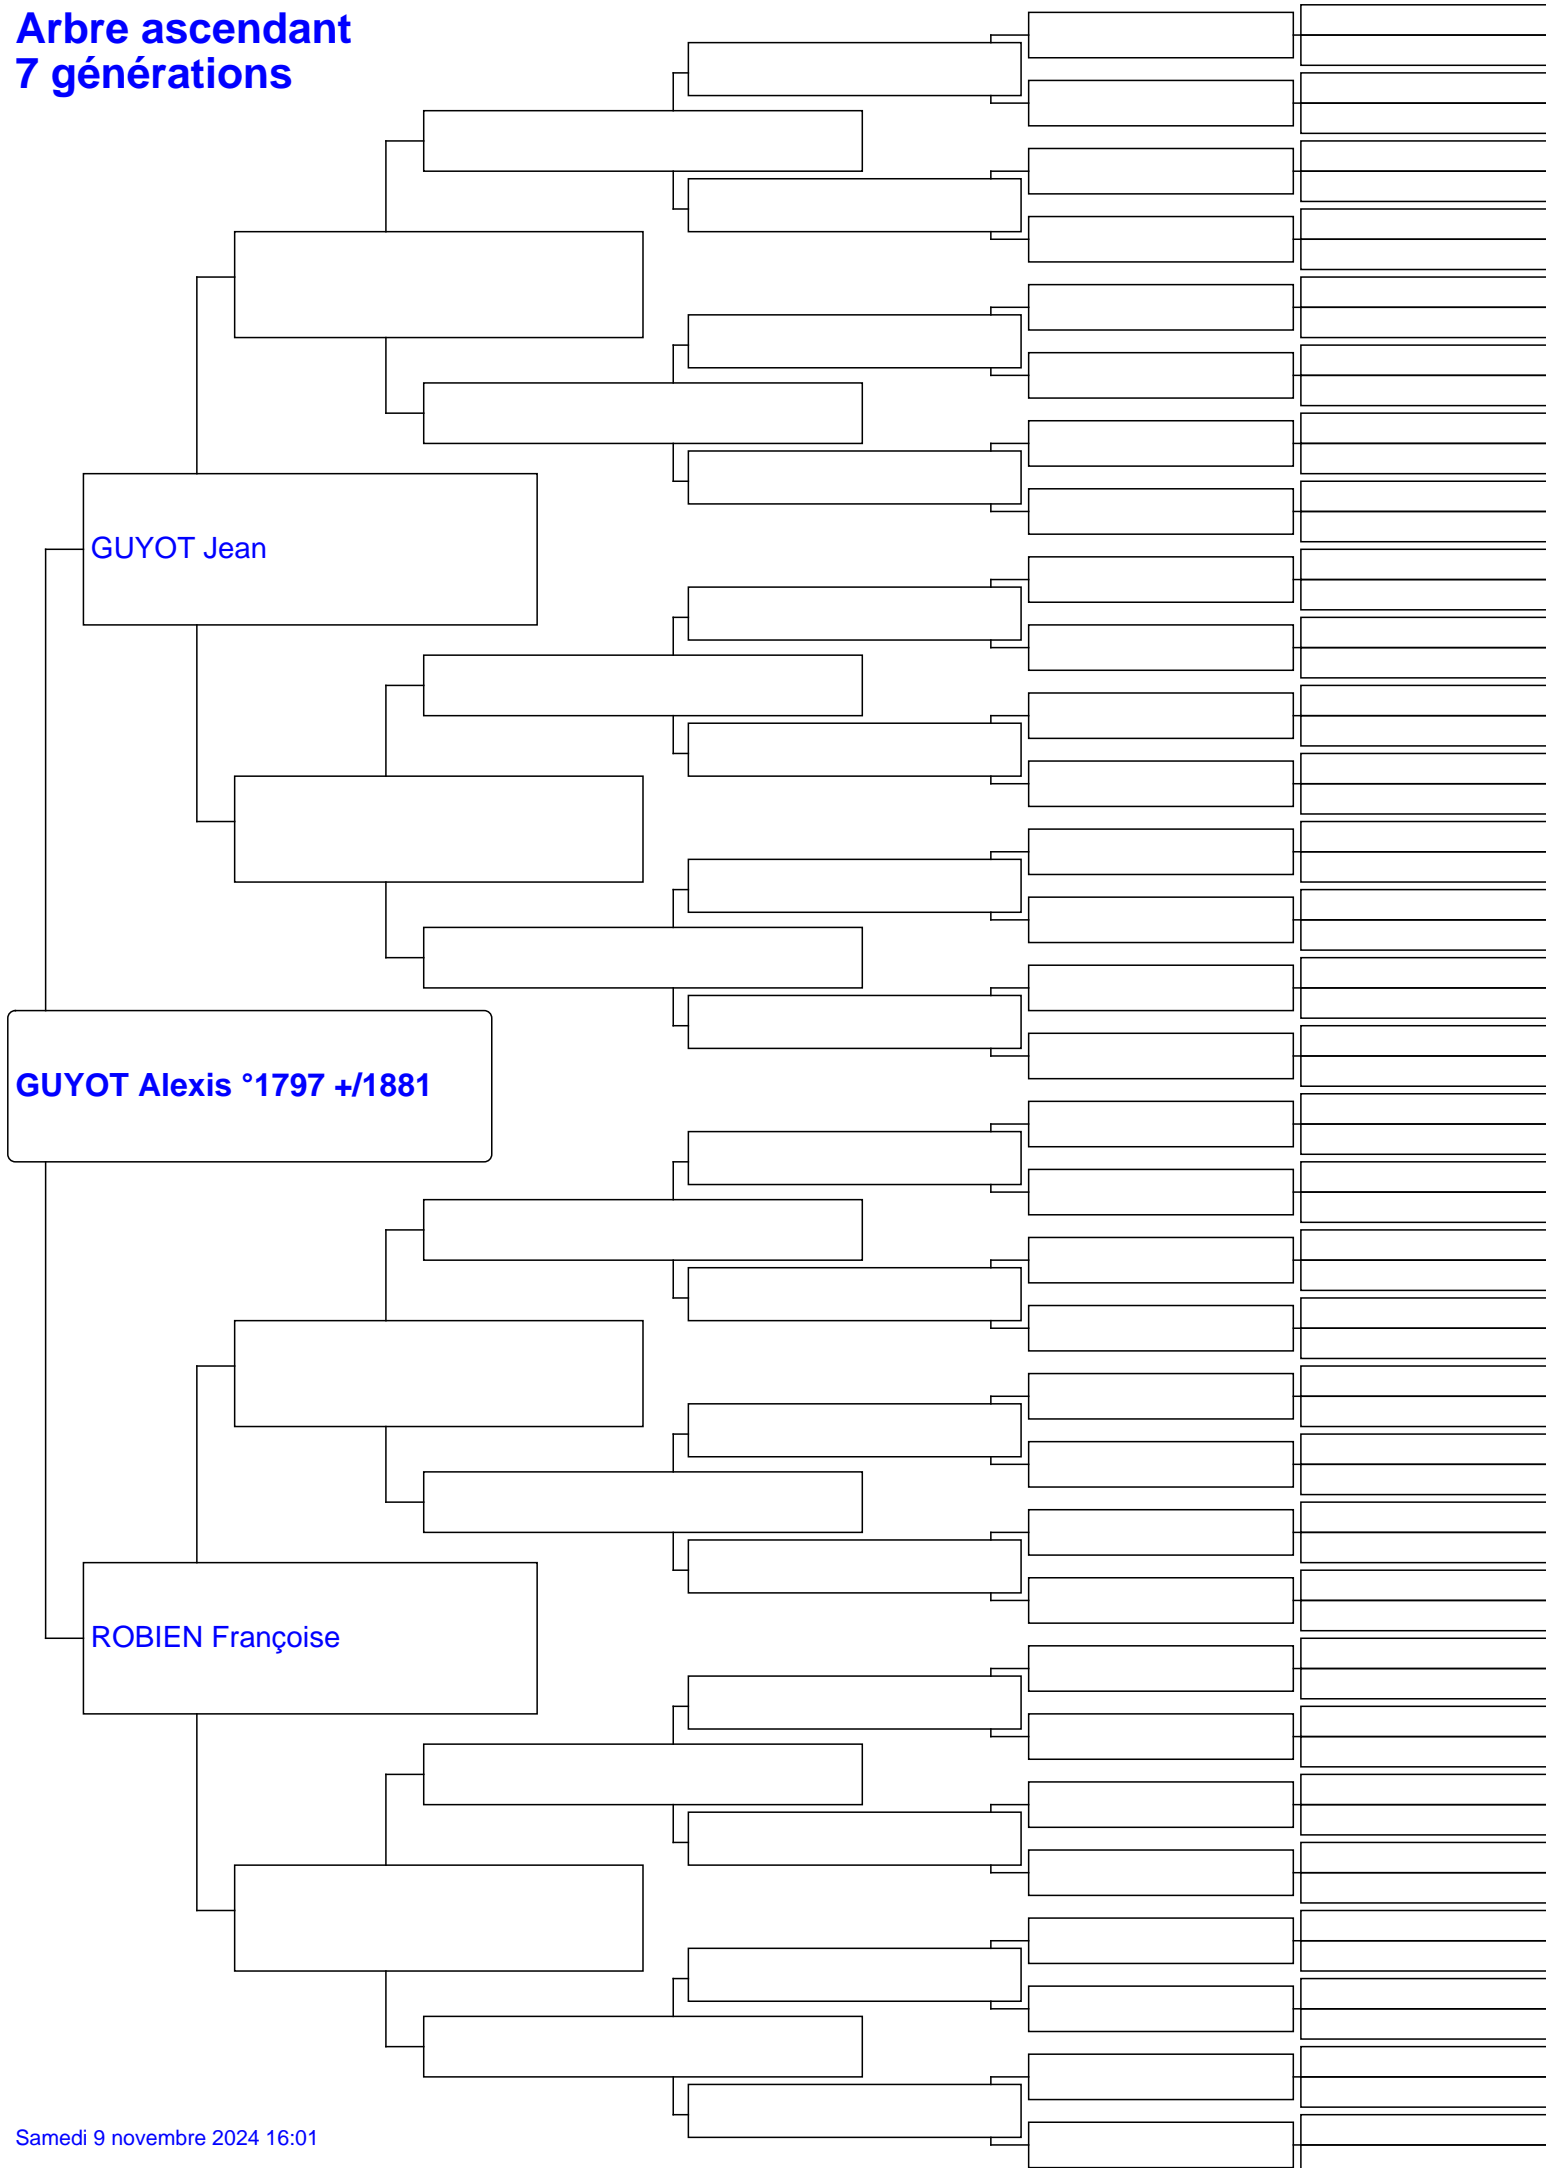 Arbre ascendant
7 générations
GUYOT Jean
GUYOT Alexis °1797 +/1881
ROBIEN Françoise
Samedi 9 novembre 2024 16:01